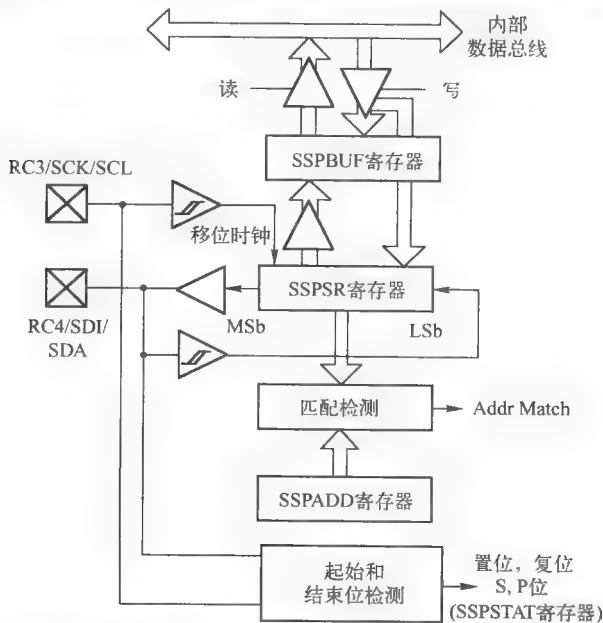 内部
数据总线
读
写
SSPBUF寄存器
RC3/SCK/SCL
移位时钟
SSPSR寄存器
RC4/SDI/
SDA
MSb
LSb
匹配检测
Addr Match
SSPADD寄存器
起始和
结束位检测
置位，复位
S, P位
(SSPSTAT寄存器)